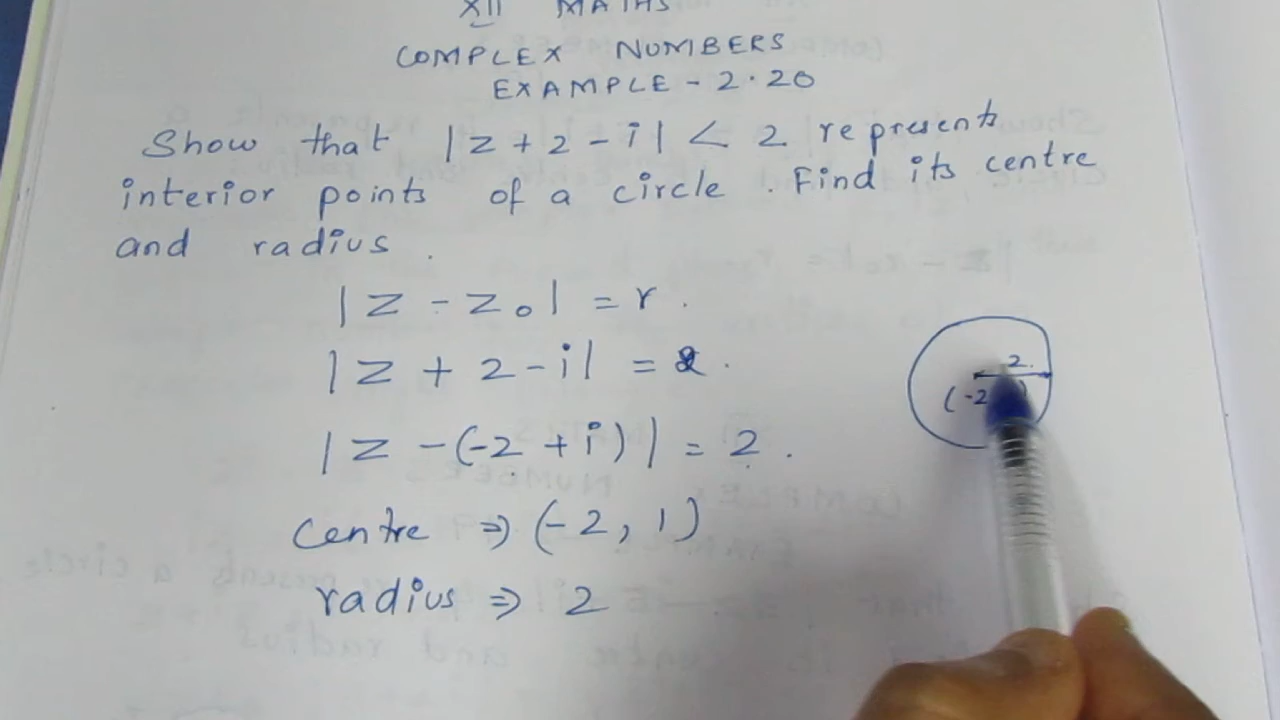 XII MATHS
COMPLEX NUMBERS
EXAMPLE - 2.20
Show that |z + 2 - i| < 2 represents
interior points of a circle. Find its centre
and radius.
|z - z₀| = r.
|z + 2 - i| = 2.
|z - (-2 + i)| = 2.
centre ⇒ (-2, 1)
radius ⇒ 2
2.
(-2